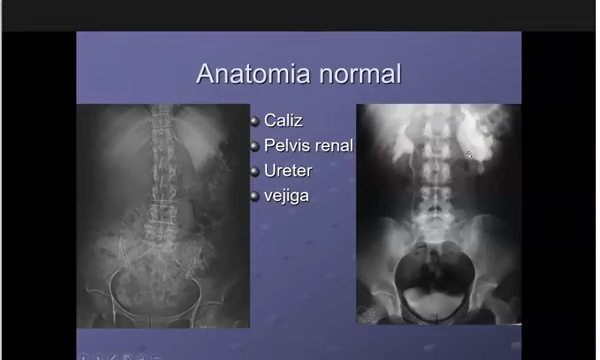 Anatomia normal
Caliz
Pelvis renal
Ureter
vejiga